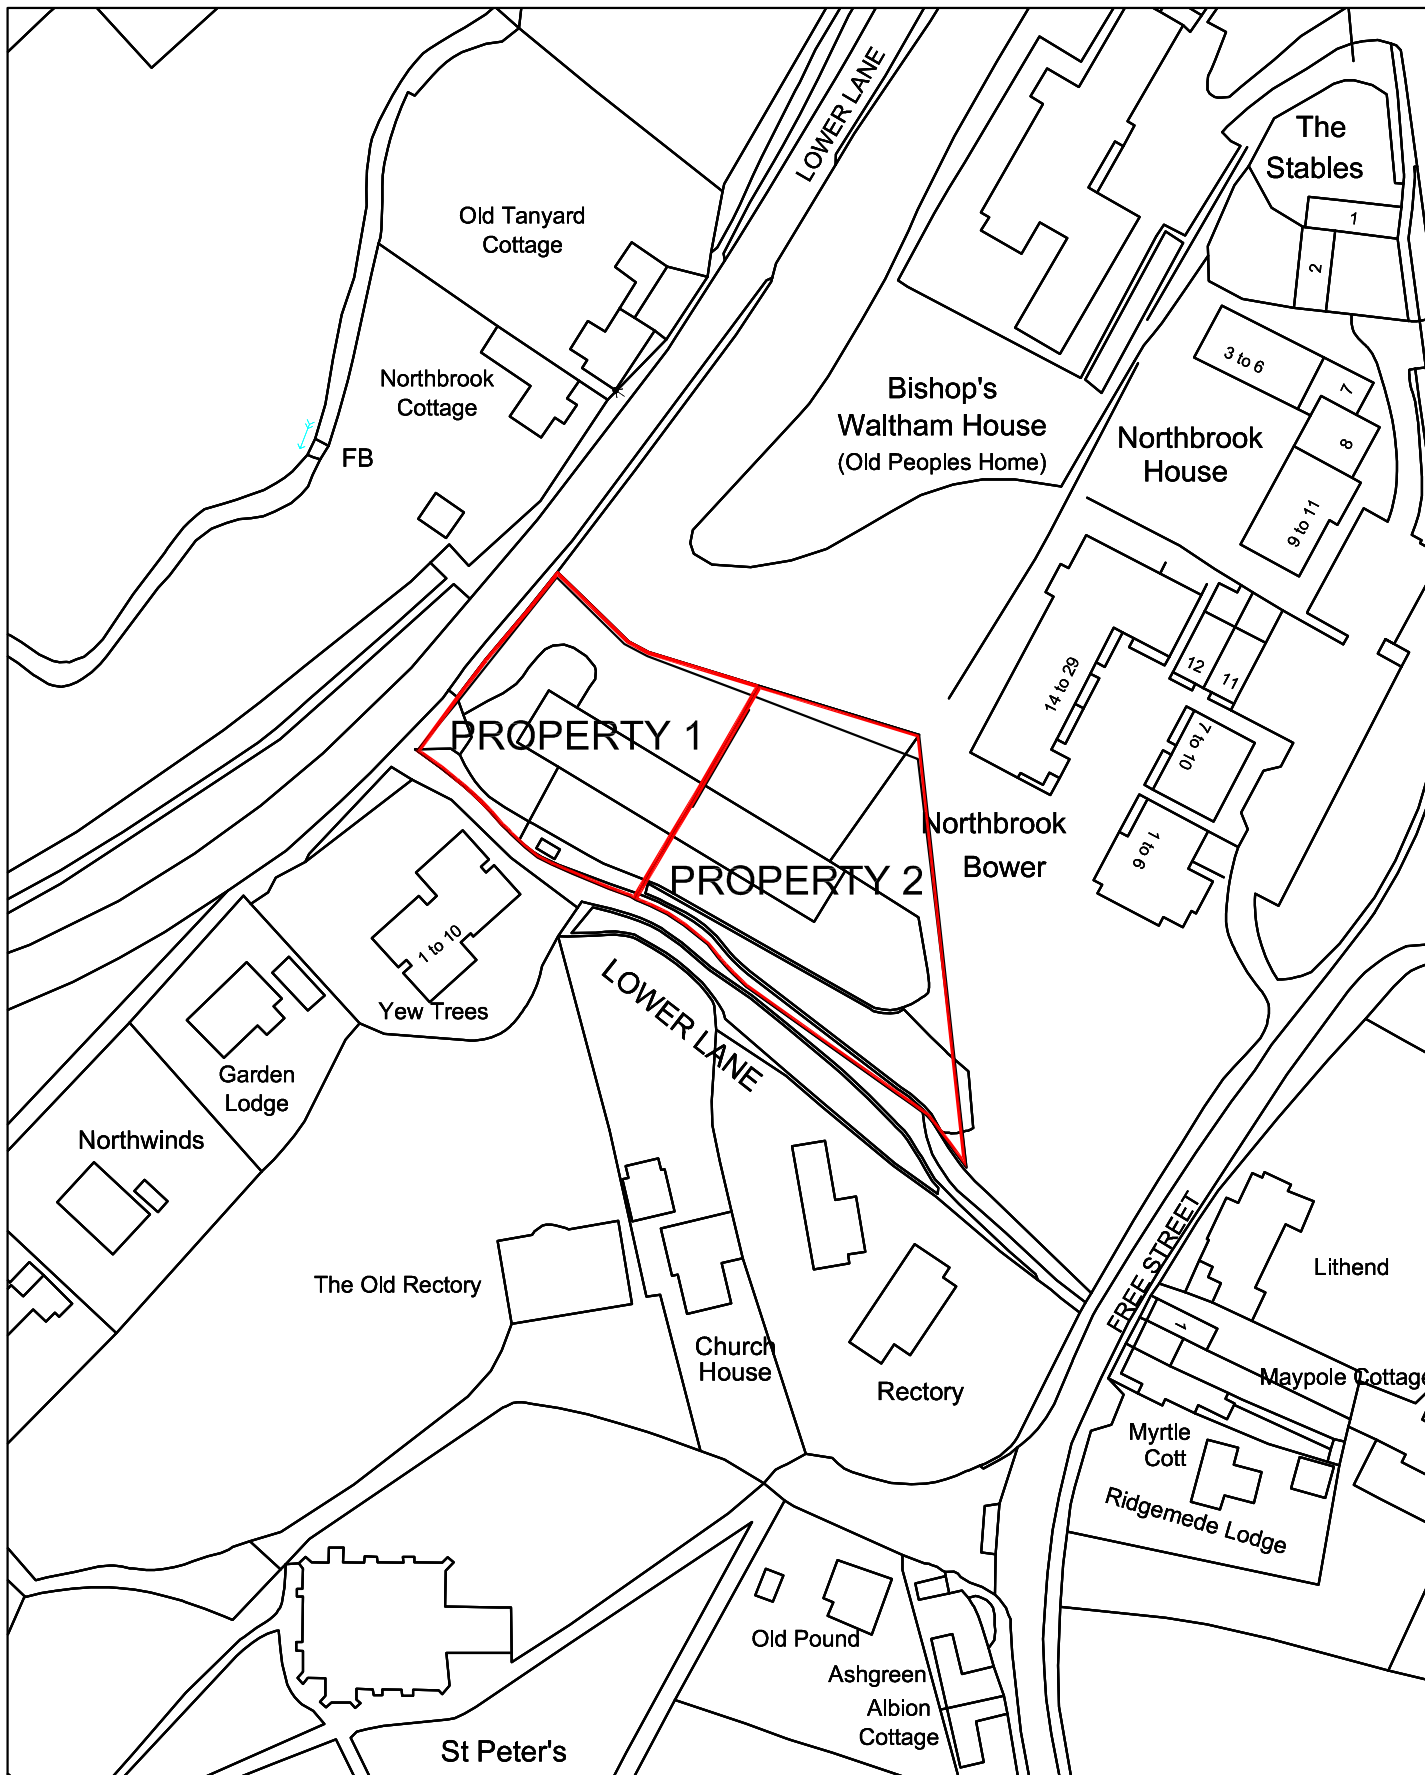 LOWER LANE
The
Stables
1
2
Old Tanyard
Cottage
3 to 6
7
8
9 to 11
Northbrook
Cottage
Bishop's
Waltham House
(Old Peoples Home)
Northbrook
House
FB
14 to 29
12
11
7 to 10
1 to 6
PROPERTY 1
PROPERTY 2
Northbrook
Bower
1 to 10
Yew Trees
LOWER LANE
Garden
Lodge
Northwinds
The Old Rectory
Church
House
Rectory
FREE STREET
Lithend
1
Maypole Cottage
Myrtle
Cott
Ridgemede Lodge
Old Pound
Ashgreen
Albion
Cottage
St Peter's